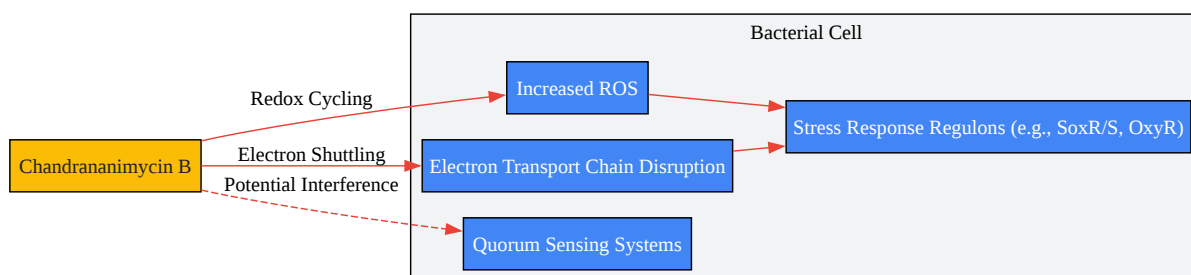 Bacterial Cell
Redox Cycling
Increased ROS
Stress Response Regulons (e.g., SoxR/S, OxyR)
Chandrananimycin B
Electron Shuttling
Electron Transport Chain Disruption
Potential Interference
Quorum Sensing Systems